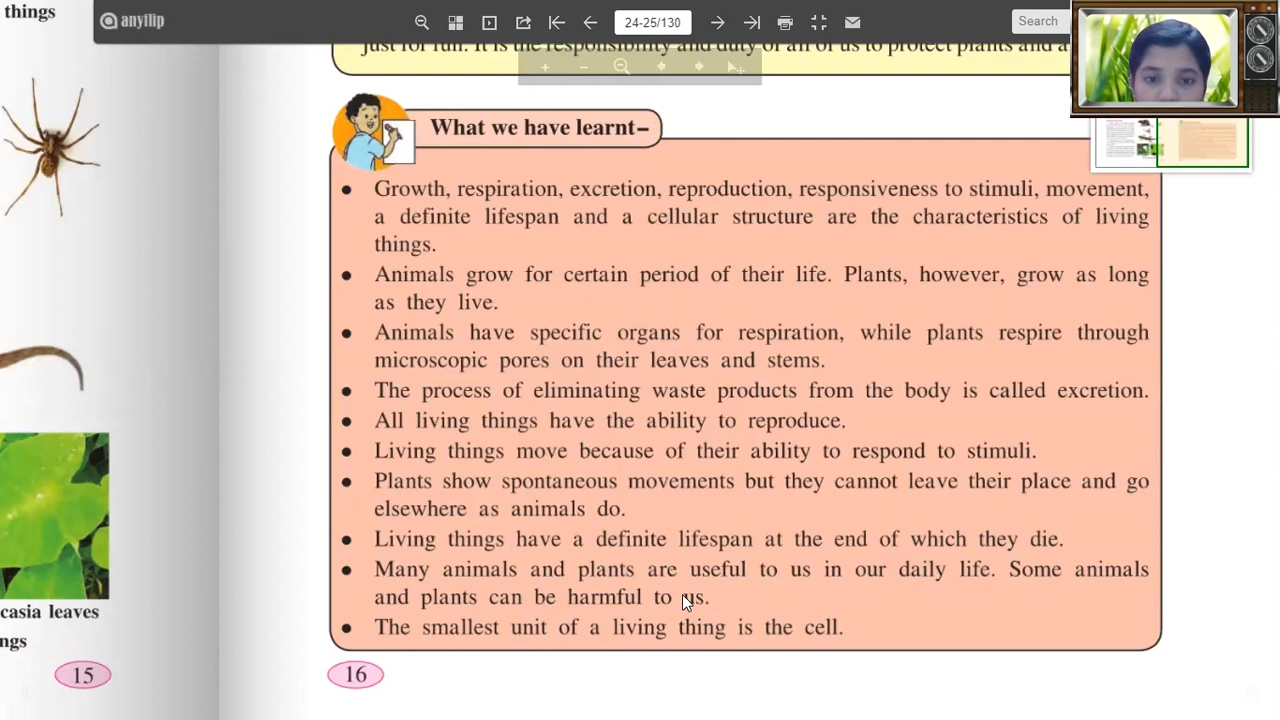 things
anyflip
24-25/130
Search
just for fun. It is the responsibility and duty of all of us to protect plants and a
What we have learnt–
• Growth, respiration, excretion, reproduction, responsiveness to stimuli, movement,
a definite lifespan and a cellular structure are the characteristics of living
things.
• Animals grow for certain period of their life. Plants, however, grow as long
as they live.
• Animals have specific organs for respiration, while plants respire through
microscopic pores on their leaves and stems.
• The process of eliminating waste products from the body is called excretion.
• All living things have the ability to reproduce.
• Living things move because of their ability to respond to stimuli.
• Plants show spontaneous movements but they cannot leave their place and go
elsewhere as animals do.
• Living things have a definite lifespan at the end of which they die.
• Many animals and plants are useful to us in our daily life. Some animals
and plants can be harmful to us.
• The smallest unit of a living thing is the cell.
casia leaves
ngs
15
16